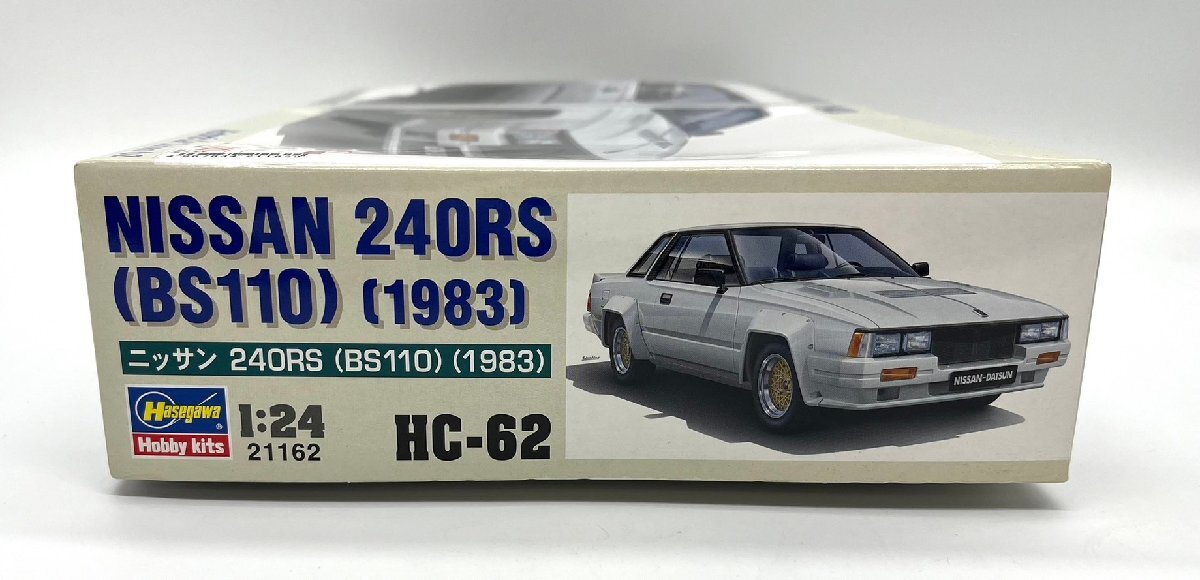 NISSAN 240RS
(BS110) (1983)
ニッサン 240RS (BS110) (1983)
Hasegawa®
Hobby kits
1:24
21162
HC-62
NISSAN-DATSUN